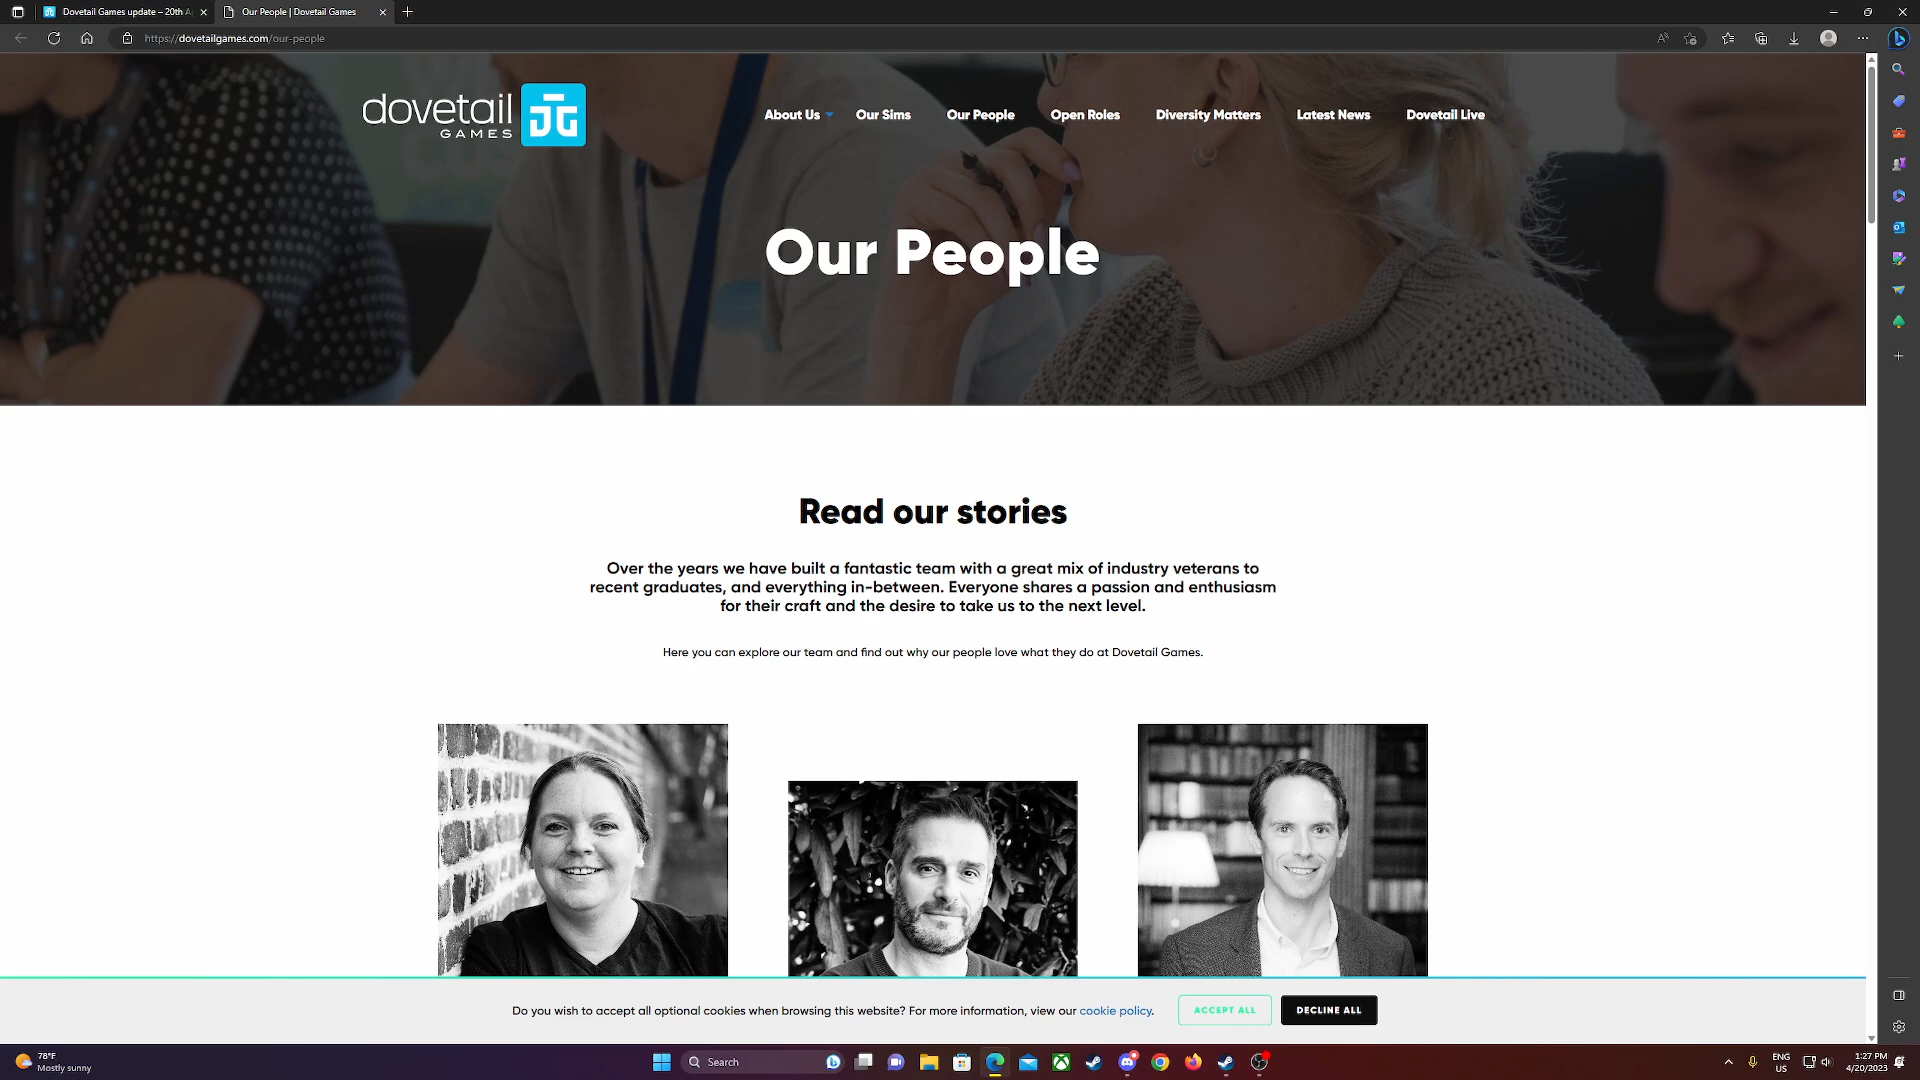 Dovetail Games update – 20th A
Our People | Dovetail Games
https://dovetailgames.com/our-people
dovetail
GAMES
About Us
Our Sims
Our People
Open Roles
Diversity Matters
Latest News
Dovetail Live
Our People
Read our stories
Over the years we have built a fantastic team with a great mix of industry veterans to
recent graduates, and everything in-between. Everyone shares a passion and enthusiasm
for their craft and the desire to take us to the next level.
Here you can explore our team and find out why our people love what they do at Dovetail Games.
Do you wish to accept all optional cookies when browsing this website? For more information, view our cookie policy.
ACCEPT ALL
DECLINE ALL
78°F
Mostly sunny
Search
ENG
US
1:27 PM
4/20/2023